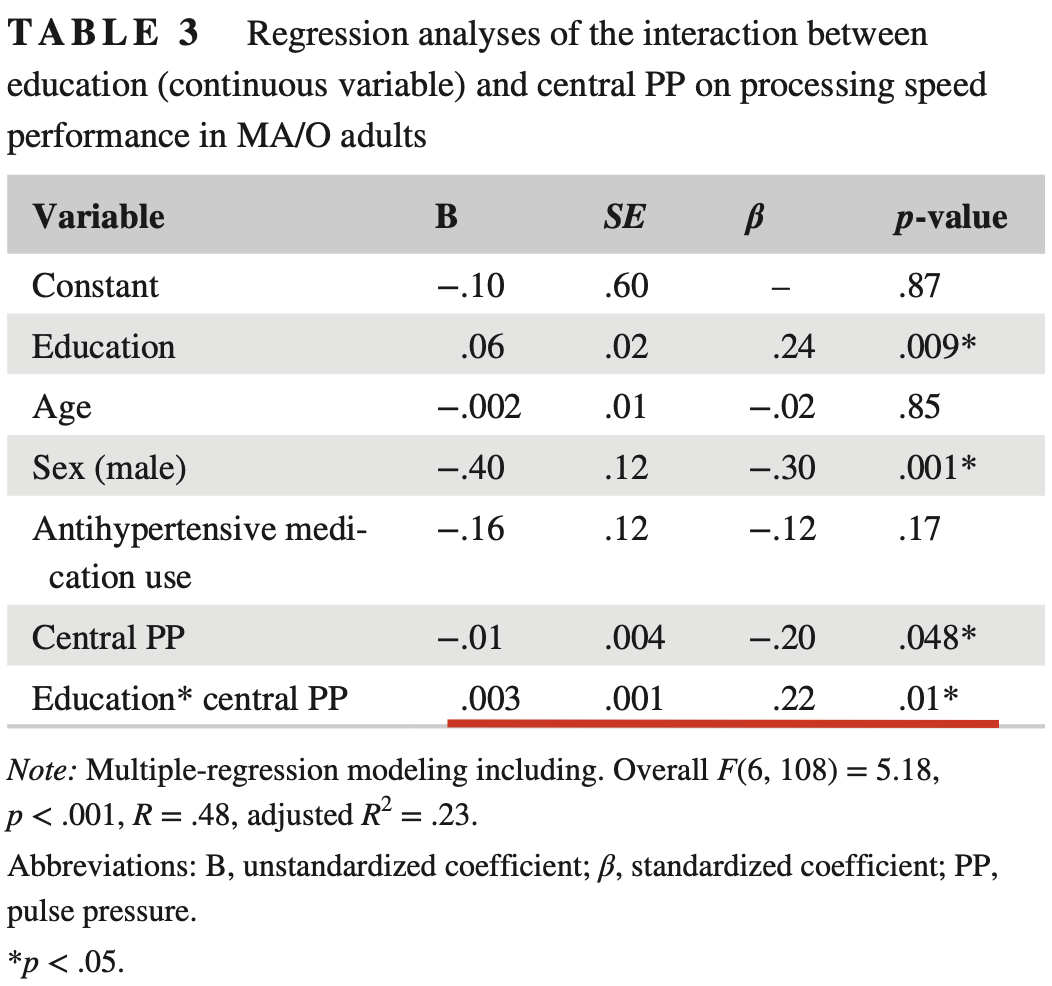 TABLE 3 Regression analyses of the interaction between
education (continuous variable) and central PP on processing speed
performance in MA/O adults
Variable B SE β p-value
Constant −.10 .60 – .87
Education .06 .02 .24 .009*
Age −.002 .01 −.02 .85
Sex (male) −.40 .12 −.30 .001*
Antihypertensive medi-
cation use −.16 .12 −.12 .17
Central PP −.01 .004 −.20 .048*
Education* central PP .003 .001 .22 .01*
Note: Multiple-regression modeling including. Overall F(6, 108) = 5.18,
p < .001, R = .48, adjusted R² = .23.
Abbreviations: B, unstandardized coefficient; β, standardized coefficient; PP,
pulse pressure.
*p < .05.